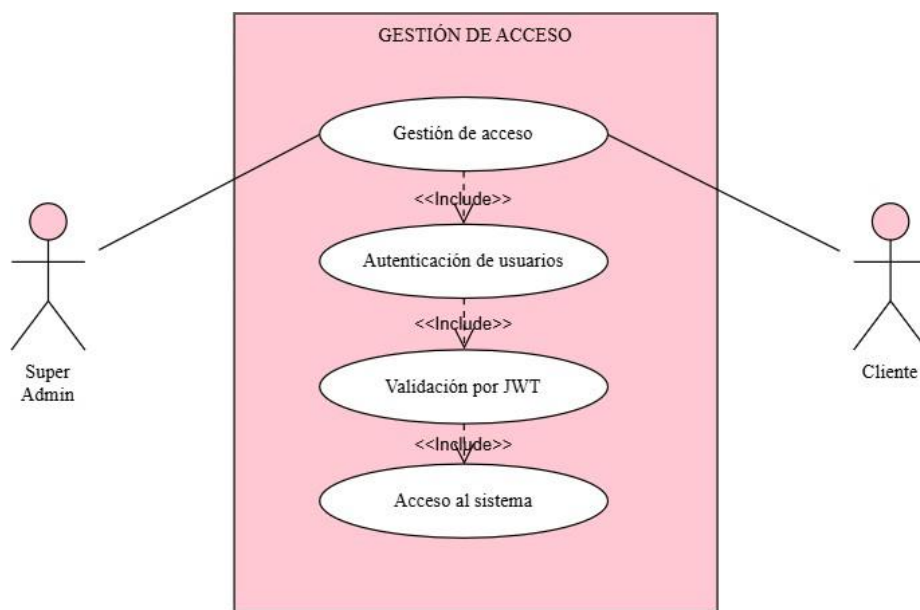 GESTIÓN DE ACCESO
Gestión de acceso
<<Include>>
Autenticación de usuarios
<<Include>>
Validación por JWT
<<Include>>
Acceso al sistema
Super
Admin
Cliente